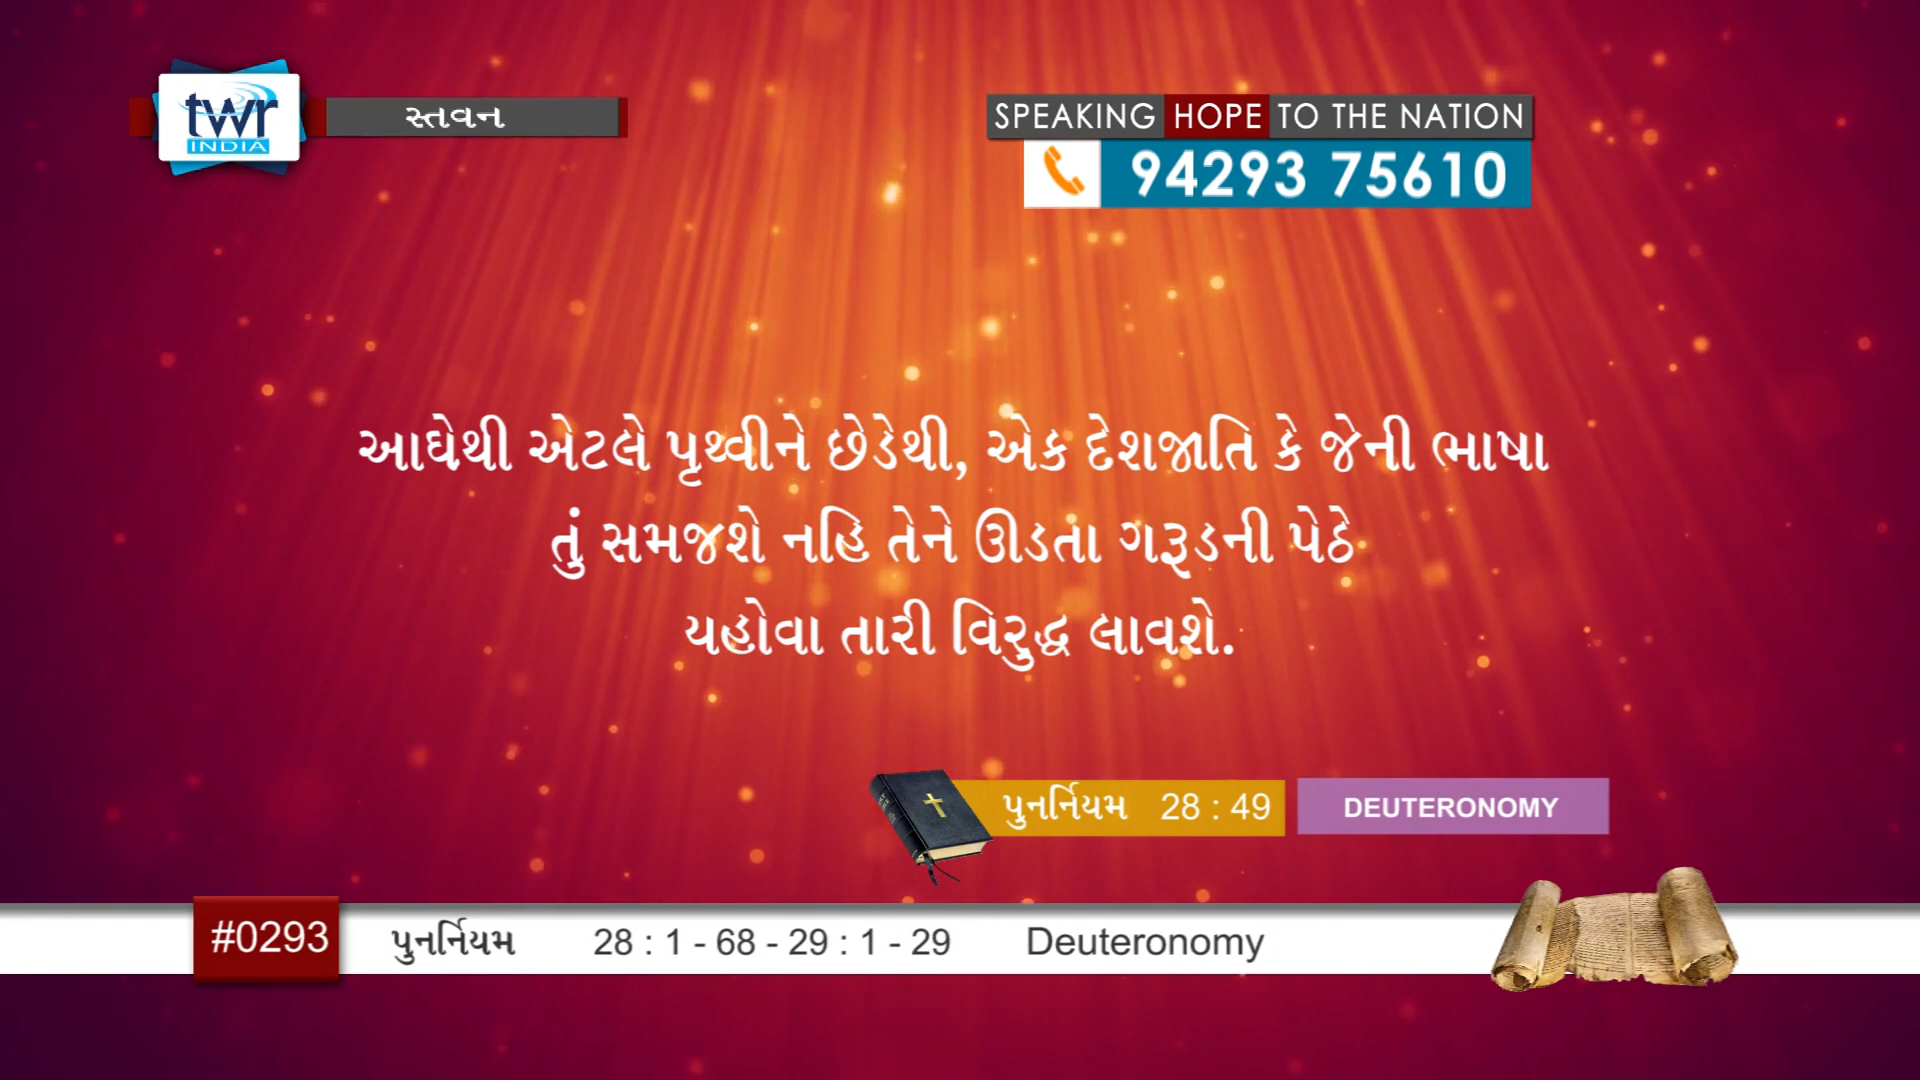 twr
INDIA
સ્તવન
SPEAKING HOPE TO THE NATION
94293 75610
આઘેથી એટલે પૃથ્વીને છેડેથી, એક દેશજાતિ કે જેની ભાષા
તું સમજશે નહિ તેને ઊડતા ગરૂડની પેઠે
યહોવા તારી વિરુદ્ધ લાવશે.
પુનર્નિયમ 28 : 49
DEUTERONOMY
#0293
પુનર્નિયમ 28 : 1 - 68 - 29 : 1 - 29 Deuteronomy